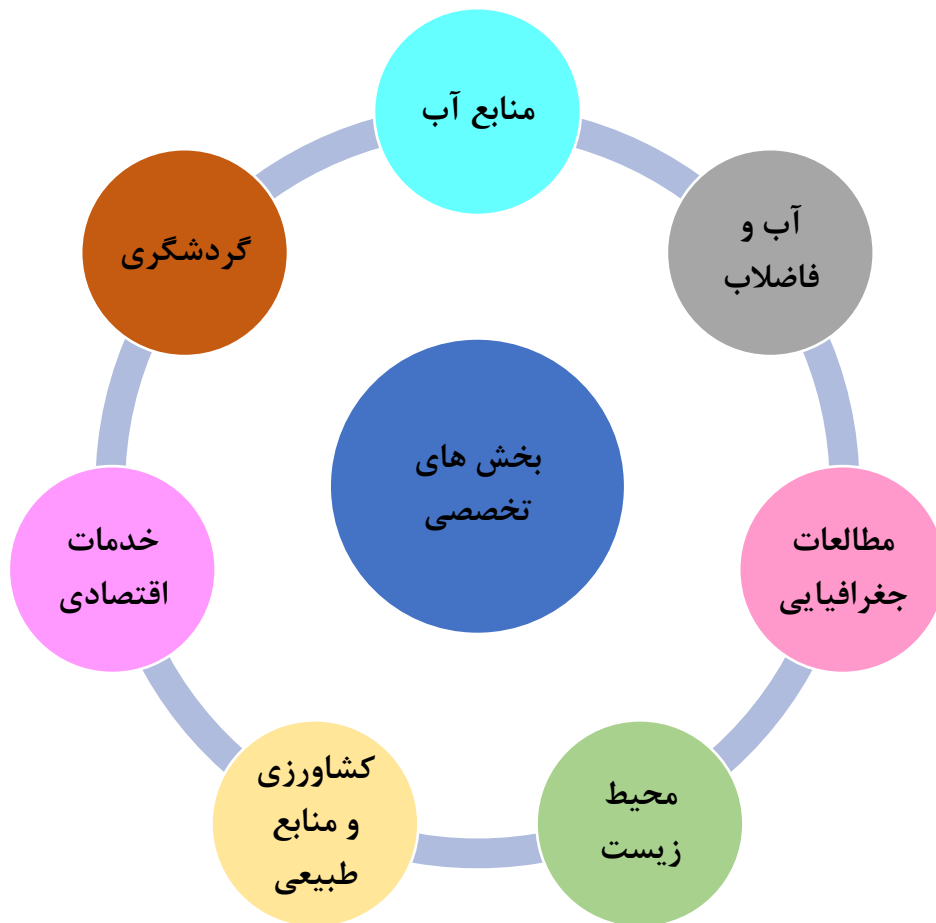 منابع آب
آب و
فاضلاب
گردشگری
بخش های
تخصصی
مطالعات
جغرافیایی
خدمات
اقتصادی
محیط
زیست
کشاورزی
و منابع
طبیعی